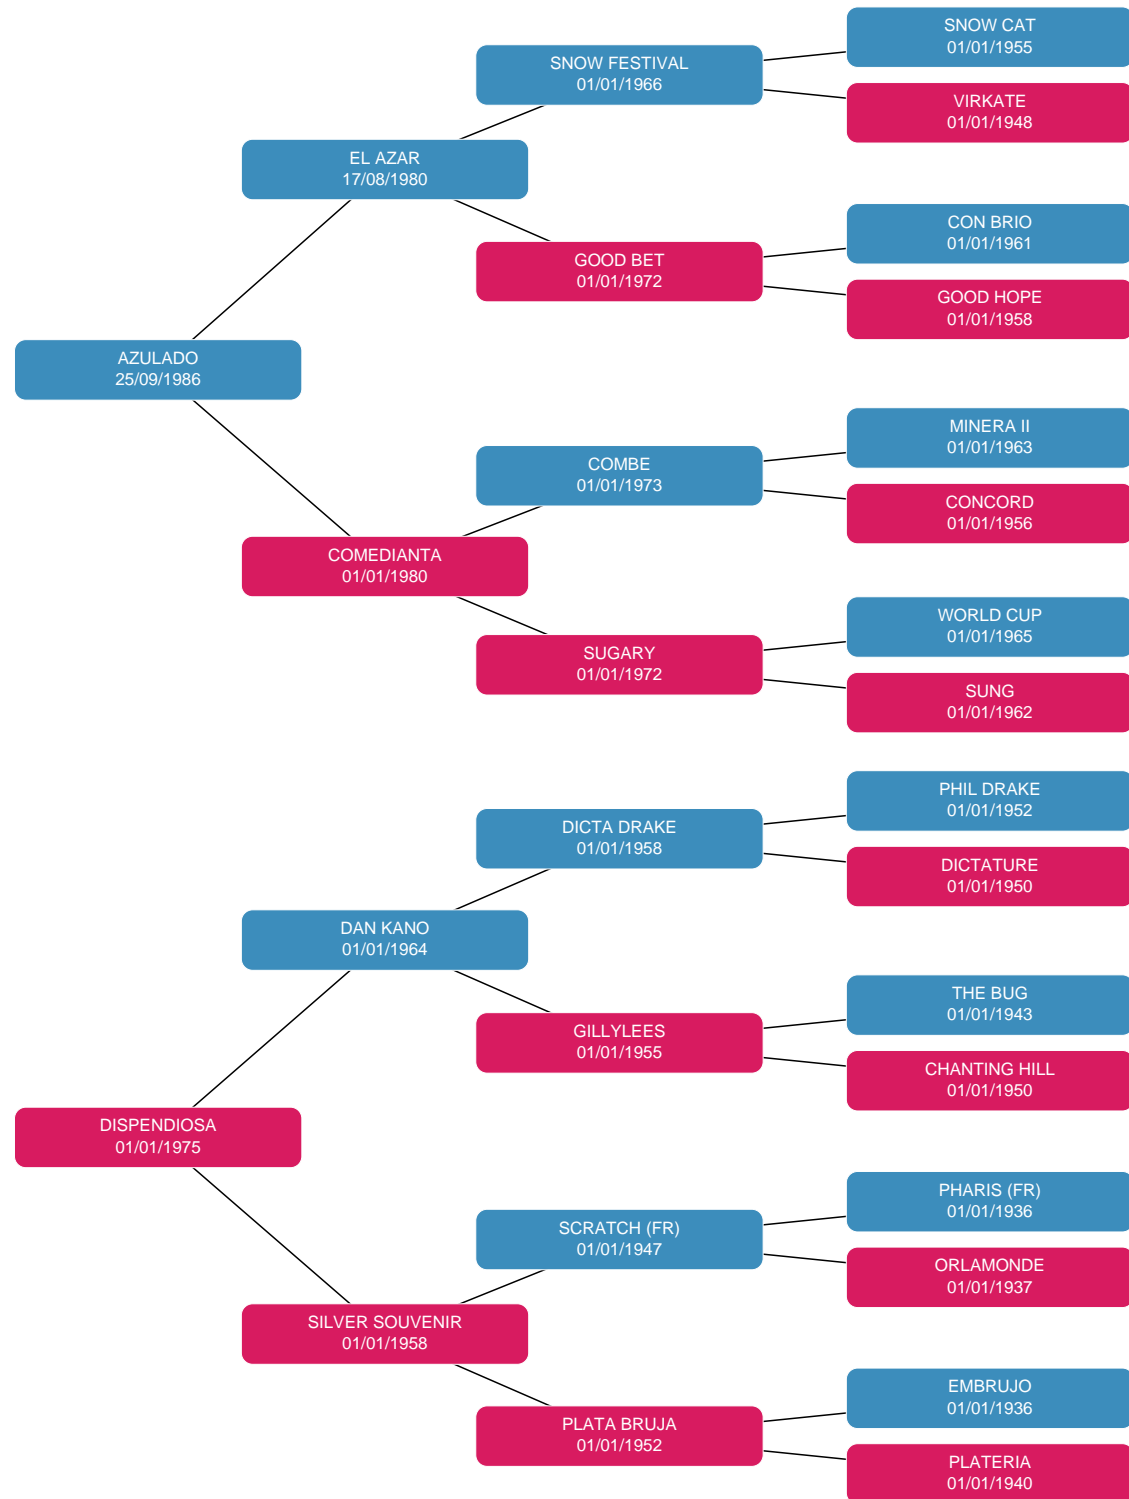 SNOW CAT
01/01/1955
SNOW FESTIVAL
01/01/1966
VIRKATE
01/01/1948
EL AZAR
17/08/1980
CON BRIO
01/01/1961
GOOD BET
01/01/1972
GOOD HOPE
01/01/1958
AZULADO
25/09/1986
MINERA II
01/01/1963
COMBE
01/01/1973
CONCORD
01/01/1956
COMEDIANTA
01/01/1980
WORLD CUP
01/01/1965
SUGARY
01/01/1972
SUNG
01/01/1962
PHIL DRAKE
01/01/1952
DICTA DRAKE
01/01/1958
DICTATURE
01/01/1950
DAN KANO
01/01/1964
THE BUG
01/01/1943
GILLYLEES
01/01/1955
CHANTING HILL
01/01/1950
DISPENDIOSA
01/01/1975
PHARIS (FR)
01/01/1936
SCRATCH (FR)
01/01/1947
ORLAMONDE
01/01/1937
SILVER SOUVENIR
01/01/1958
EMBRUJO
01/01/1936
PLATA BRUJA
01/01/1952
PLATERIA
01/01/1940